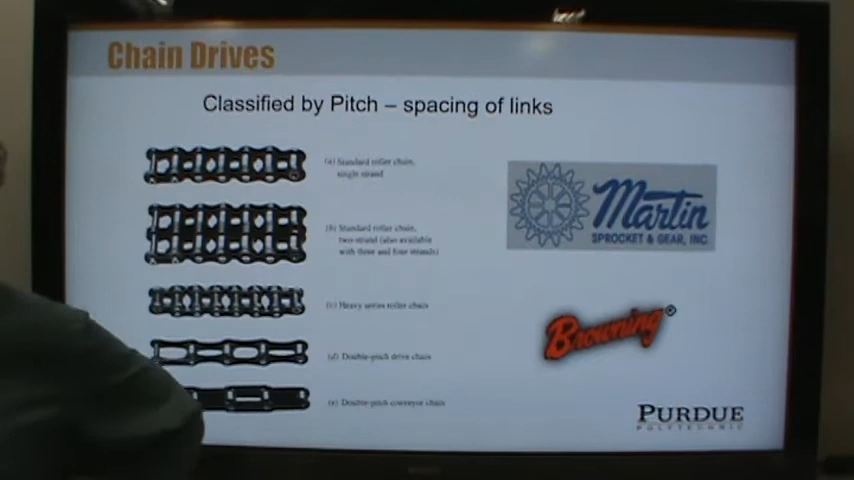 Chain Drives
Classified by Pitch – spacing of links
(a) Standard roller chain,
single strand
(b) Standard roller chain,
two-strand (also available
with three and four strands)
(c) Heavy series roller chain
(d) Double-pitch drive chain
(e) Double-pitch conveyor chain
Martin
SPROCKET & GEAR, INC.
Browning®
PURDUE
POLYTECHNIC